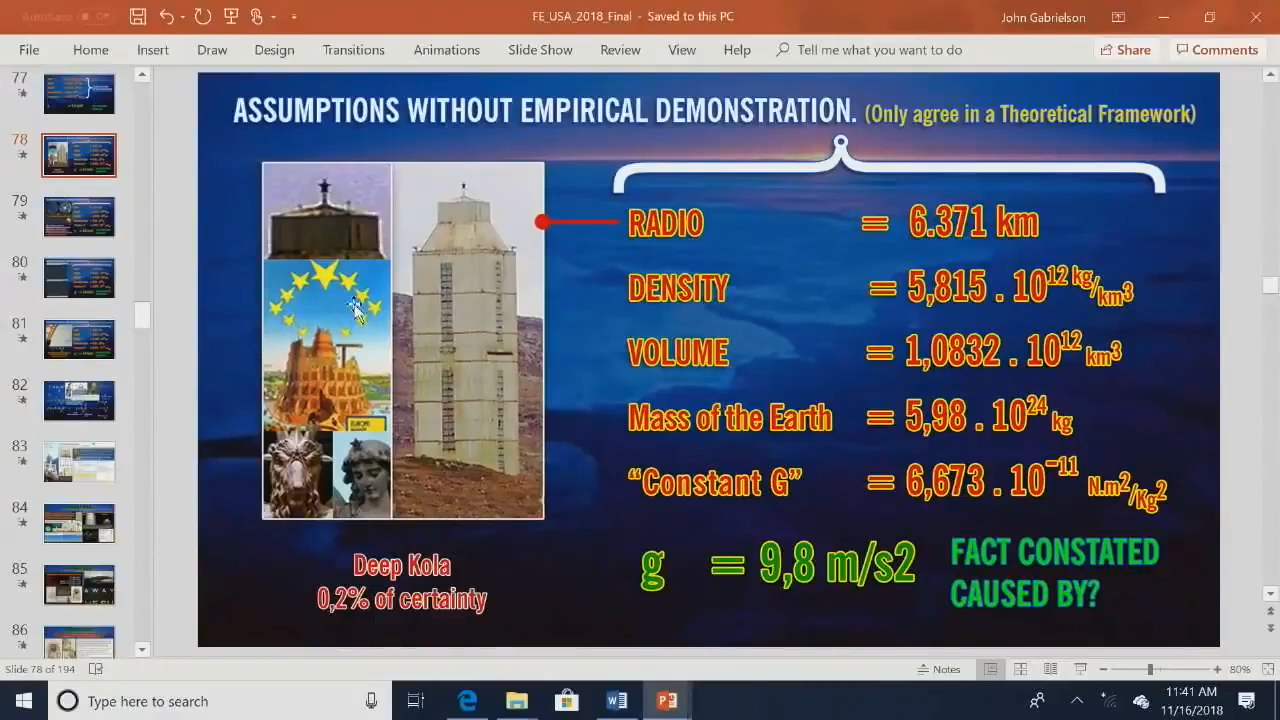 AutoSave
FE_USA_2018_Final - Saved to this PC
John Gabrielson
File Home Insert Draw Design Transitions Animations Slide Show Review View Help Tell me what you want to do Share Comments
77
78
79
80
81
82
83
84
85
86
ASSUMPTIONS WITHOUT EMPIRICAL DEMONSTRATION. (Only agree in a Theoretical Framework)
RADIO = 6.371 km
DENSITY = 5,815 . 10¹² kg/km³
VOLUME = 1,0832 . 10¹² km³
Mass of the Earth = 5,98 . 10²⁴ kg
“Constant G” = 6,673 . 10⁻¹¹ N.m²/Kg²
EUROPE
g = 9,8 m/s2
FACT CONSTATED
CAUSED BY?
Deep Kola
0,2% of certainty
Slide 78 of 194
Notes
80%
Type here to search
11:41 AM
11/16/2018